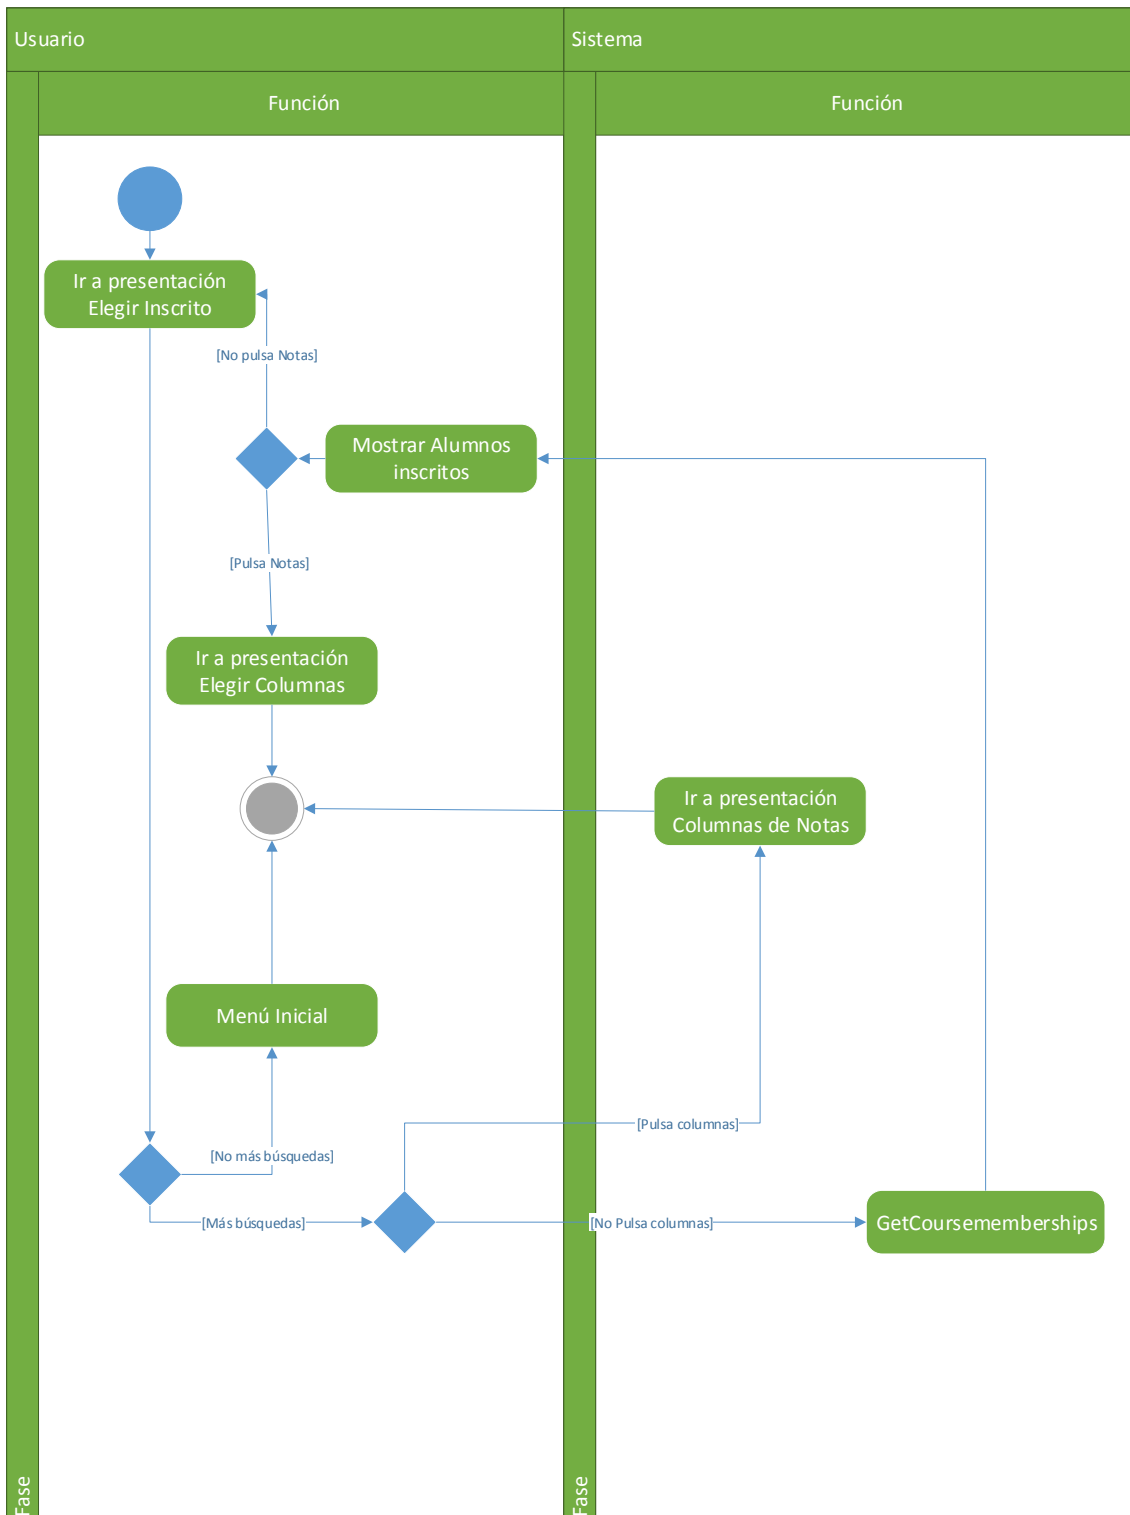 Usuario
Sistema
Función
Función
Ir a presentación
Elegir Inscrito
[No pulsa Notas]
Mostrar Alumnos
inscritos
[Pulsa Notas]
Ir a presentación
Elegir Columnas
Ir a presentación
Columnas de Notas
Menú Inicial
[Pulsa columnas]
[No más búsquedas]
[Más búsquedas]
[No Pulsa columnas]
GetCoursememberships
Fase
Fase